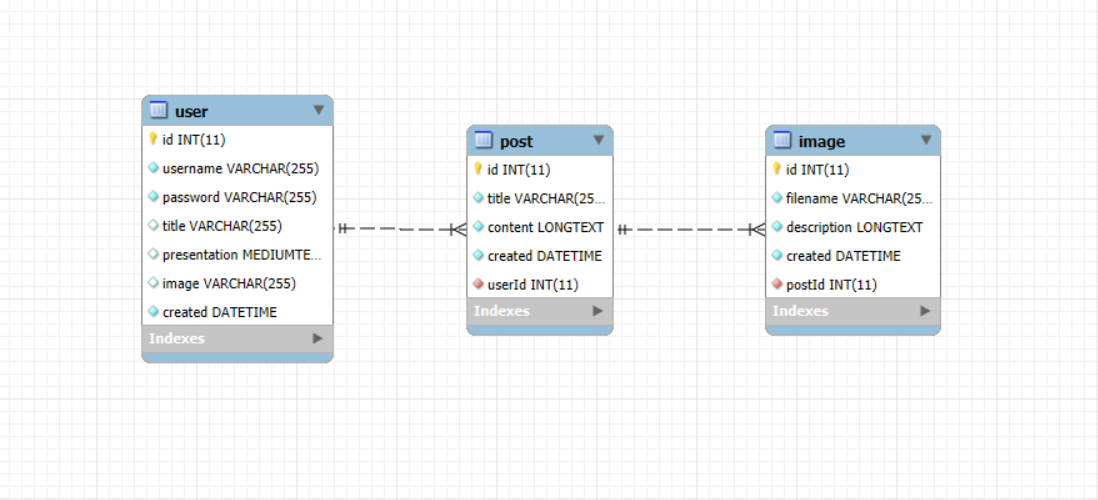 user
id INT(11)
username VARCHAR(255)
password VARCHAR(255)
title VARCHAR(255)
presentation MEDIUMTE...
image VARCHAR(255)
created DATETIME
Indexes
post
id INT(11)
title VARCHAR(25...
content LONGTEXT
created DATETIME
userId INT(11)
Indexes
image
id INT(11)
filename VARCHAR(25...
description LONGTEXT
created DATETIME
postId INT(11)
Indexes